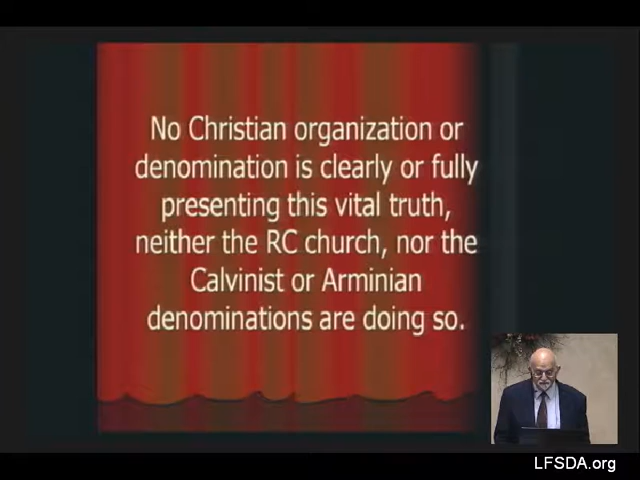 No Christian organization or
denomination is clearly or fully
presenting this vital truth,
neither the RC church, nor the
Calvinist or Arminian
denominations are doing so.
LFSDA.org